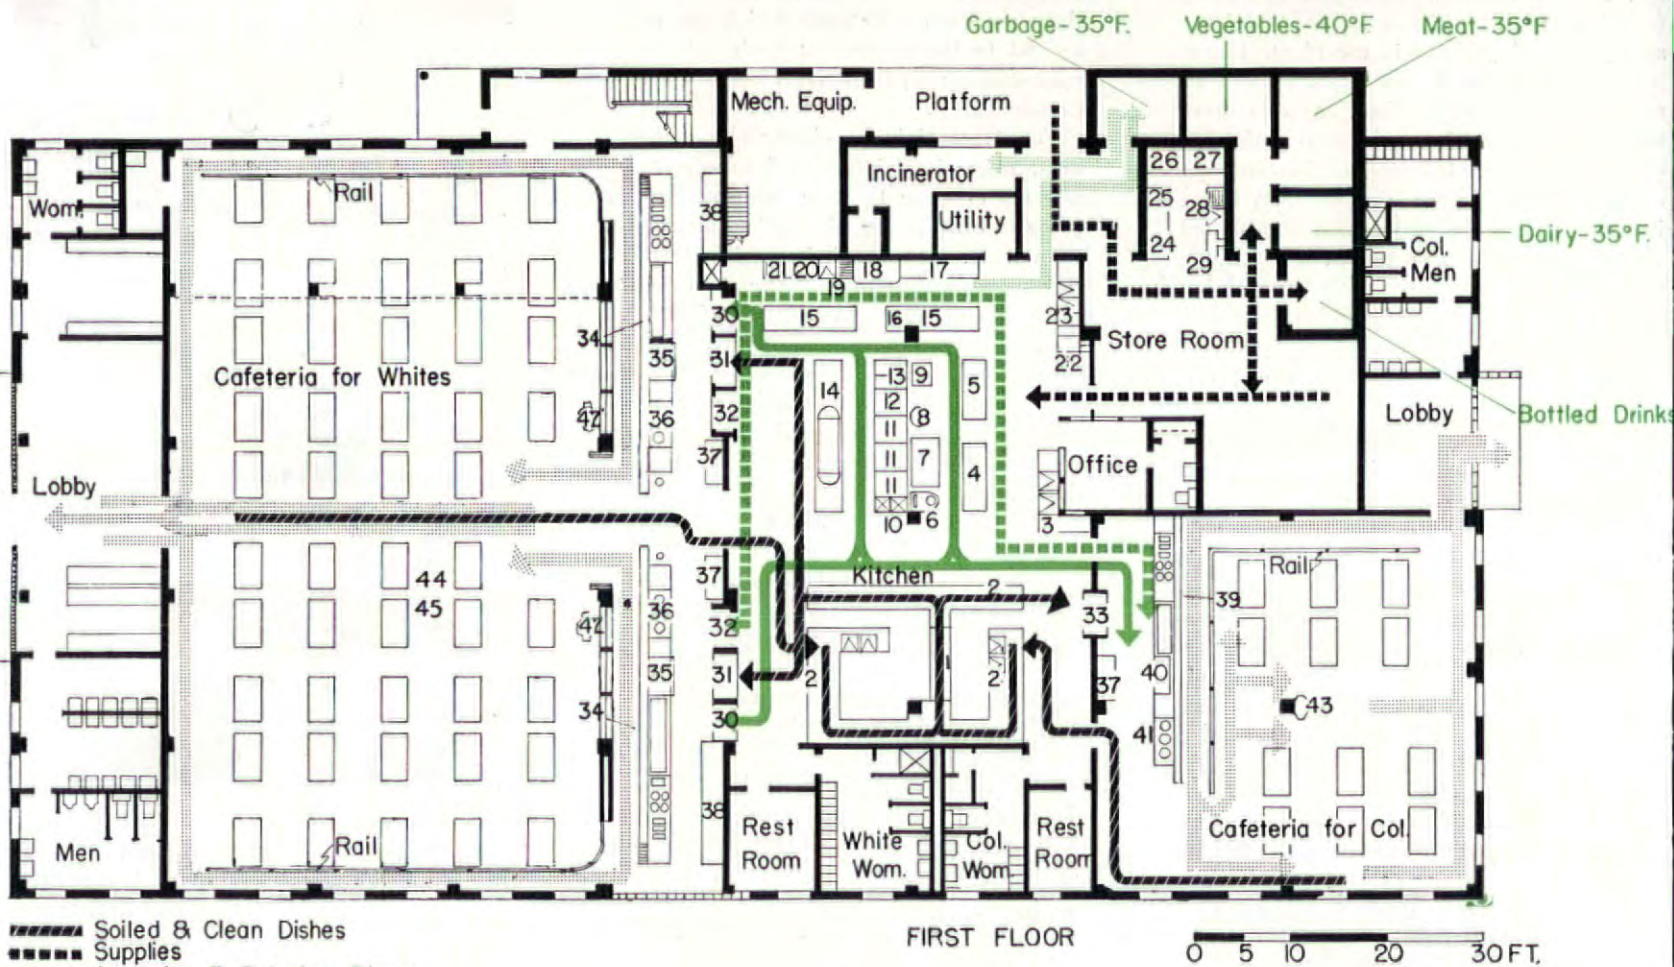 Garbage-35°F. Vegetables-40°F. Meat-35°F
Mech. Equip. Platform
26 27
Incinerator
Rail
25
Wom.
38 28
Utility
24
Dairy-35°F.
Col.
Men
29
21 20 18 17
19
30 15 16 15 23
34
Store Room
35 31 22
Cafeteria for Whites
14 13 9 5
12
42 36 32 8 Lobby Bottled Drinks
11
37 11 7 4 Office
Lobby
11
10 6 3
Rail
44 37 Kitchen
2
45 42 36 33 39
32
35 31 2 2 37 40
34 43
30 41
38
Rest
Room
White
Wom.
Col.
Wom.
Rest
Room
Cafeteria for Col.
Men
Rail
Soiled & Clean Dishes
Supplies
FIRST FLOOR
0 5 10 20 30 FT.